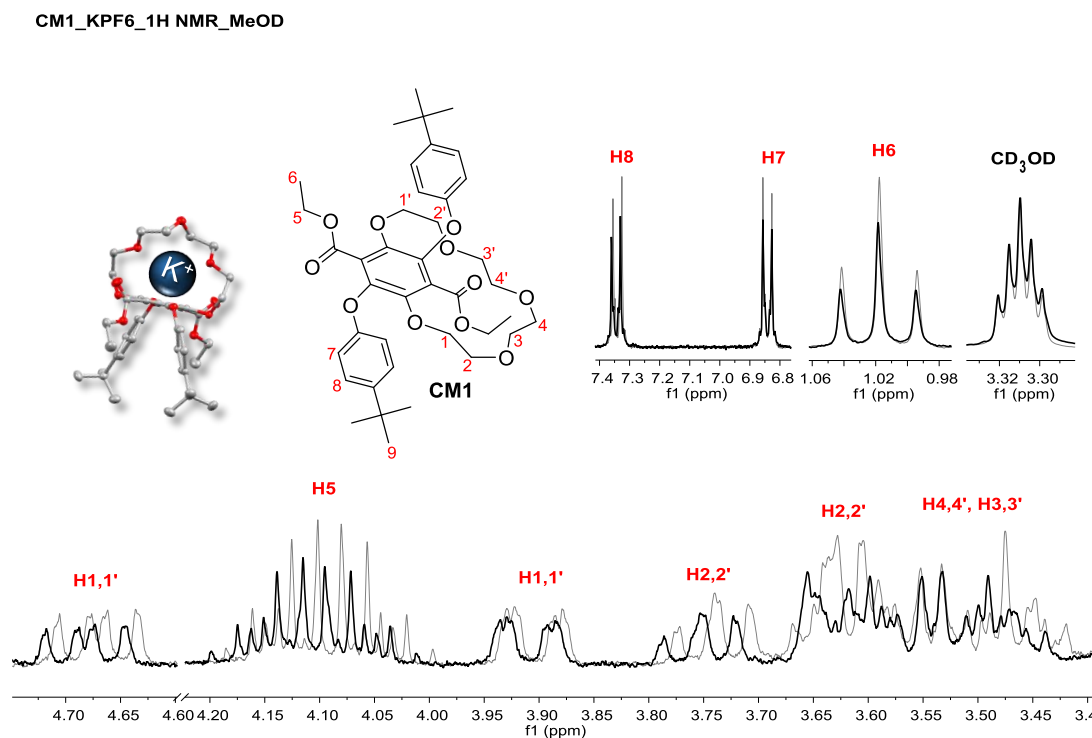 CM1_KPF6_1H NMR_MeOD
K+
6
5
O
O
1'
O
2'
O
O
3'
4'
O
4
3
O
2
1
O
O
O
O
7
8
9
CM1
H8
H7
H6
CD3OD
7.4 7.3 7.2 7.1 7.0 6.9 6.8
f1 (ppm)
1.06 1.02 0.98
f1 (ppm)
3.32 3.30
f1 (ppm)
H1,1'
H5
H1,1'
H2,2'
H2,2'
H4,4', H3,3'
4.70 4.65 4.60 4.20 4.15 4.10 4.05 4.00 3.95 3.90 3.85 3.80 3.75 3.70 3.65 3.60 3.55 3.50 3.45
f1 (ppm)